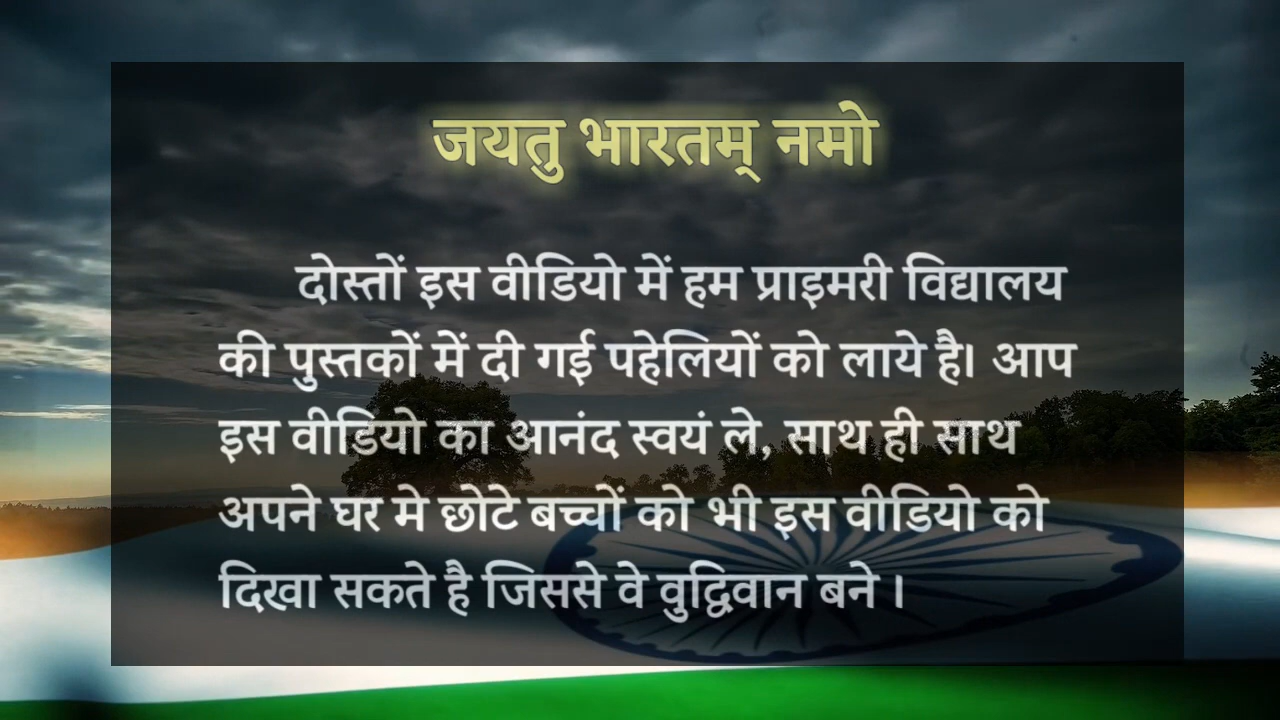 जयतु भारतम् नमो
दोस्तों इस वीडियो में हम प्राइमरी विद्यालय
की पुस्तकों में दी गई पहेलियों को लाये है। आप
इस वीडियो का आनंद स्वयं ले, साथ ही साथ
अपने घर मे छोटे बच्चों को भी इस वीडियो को
दिखा सकते है जिससे वे वुद्धिवान बने ।